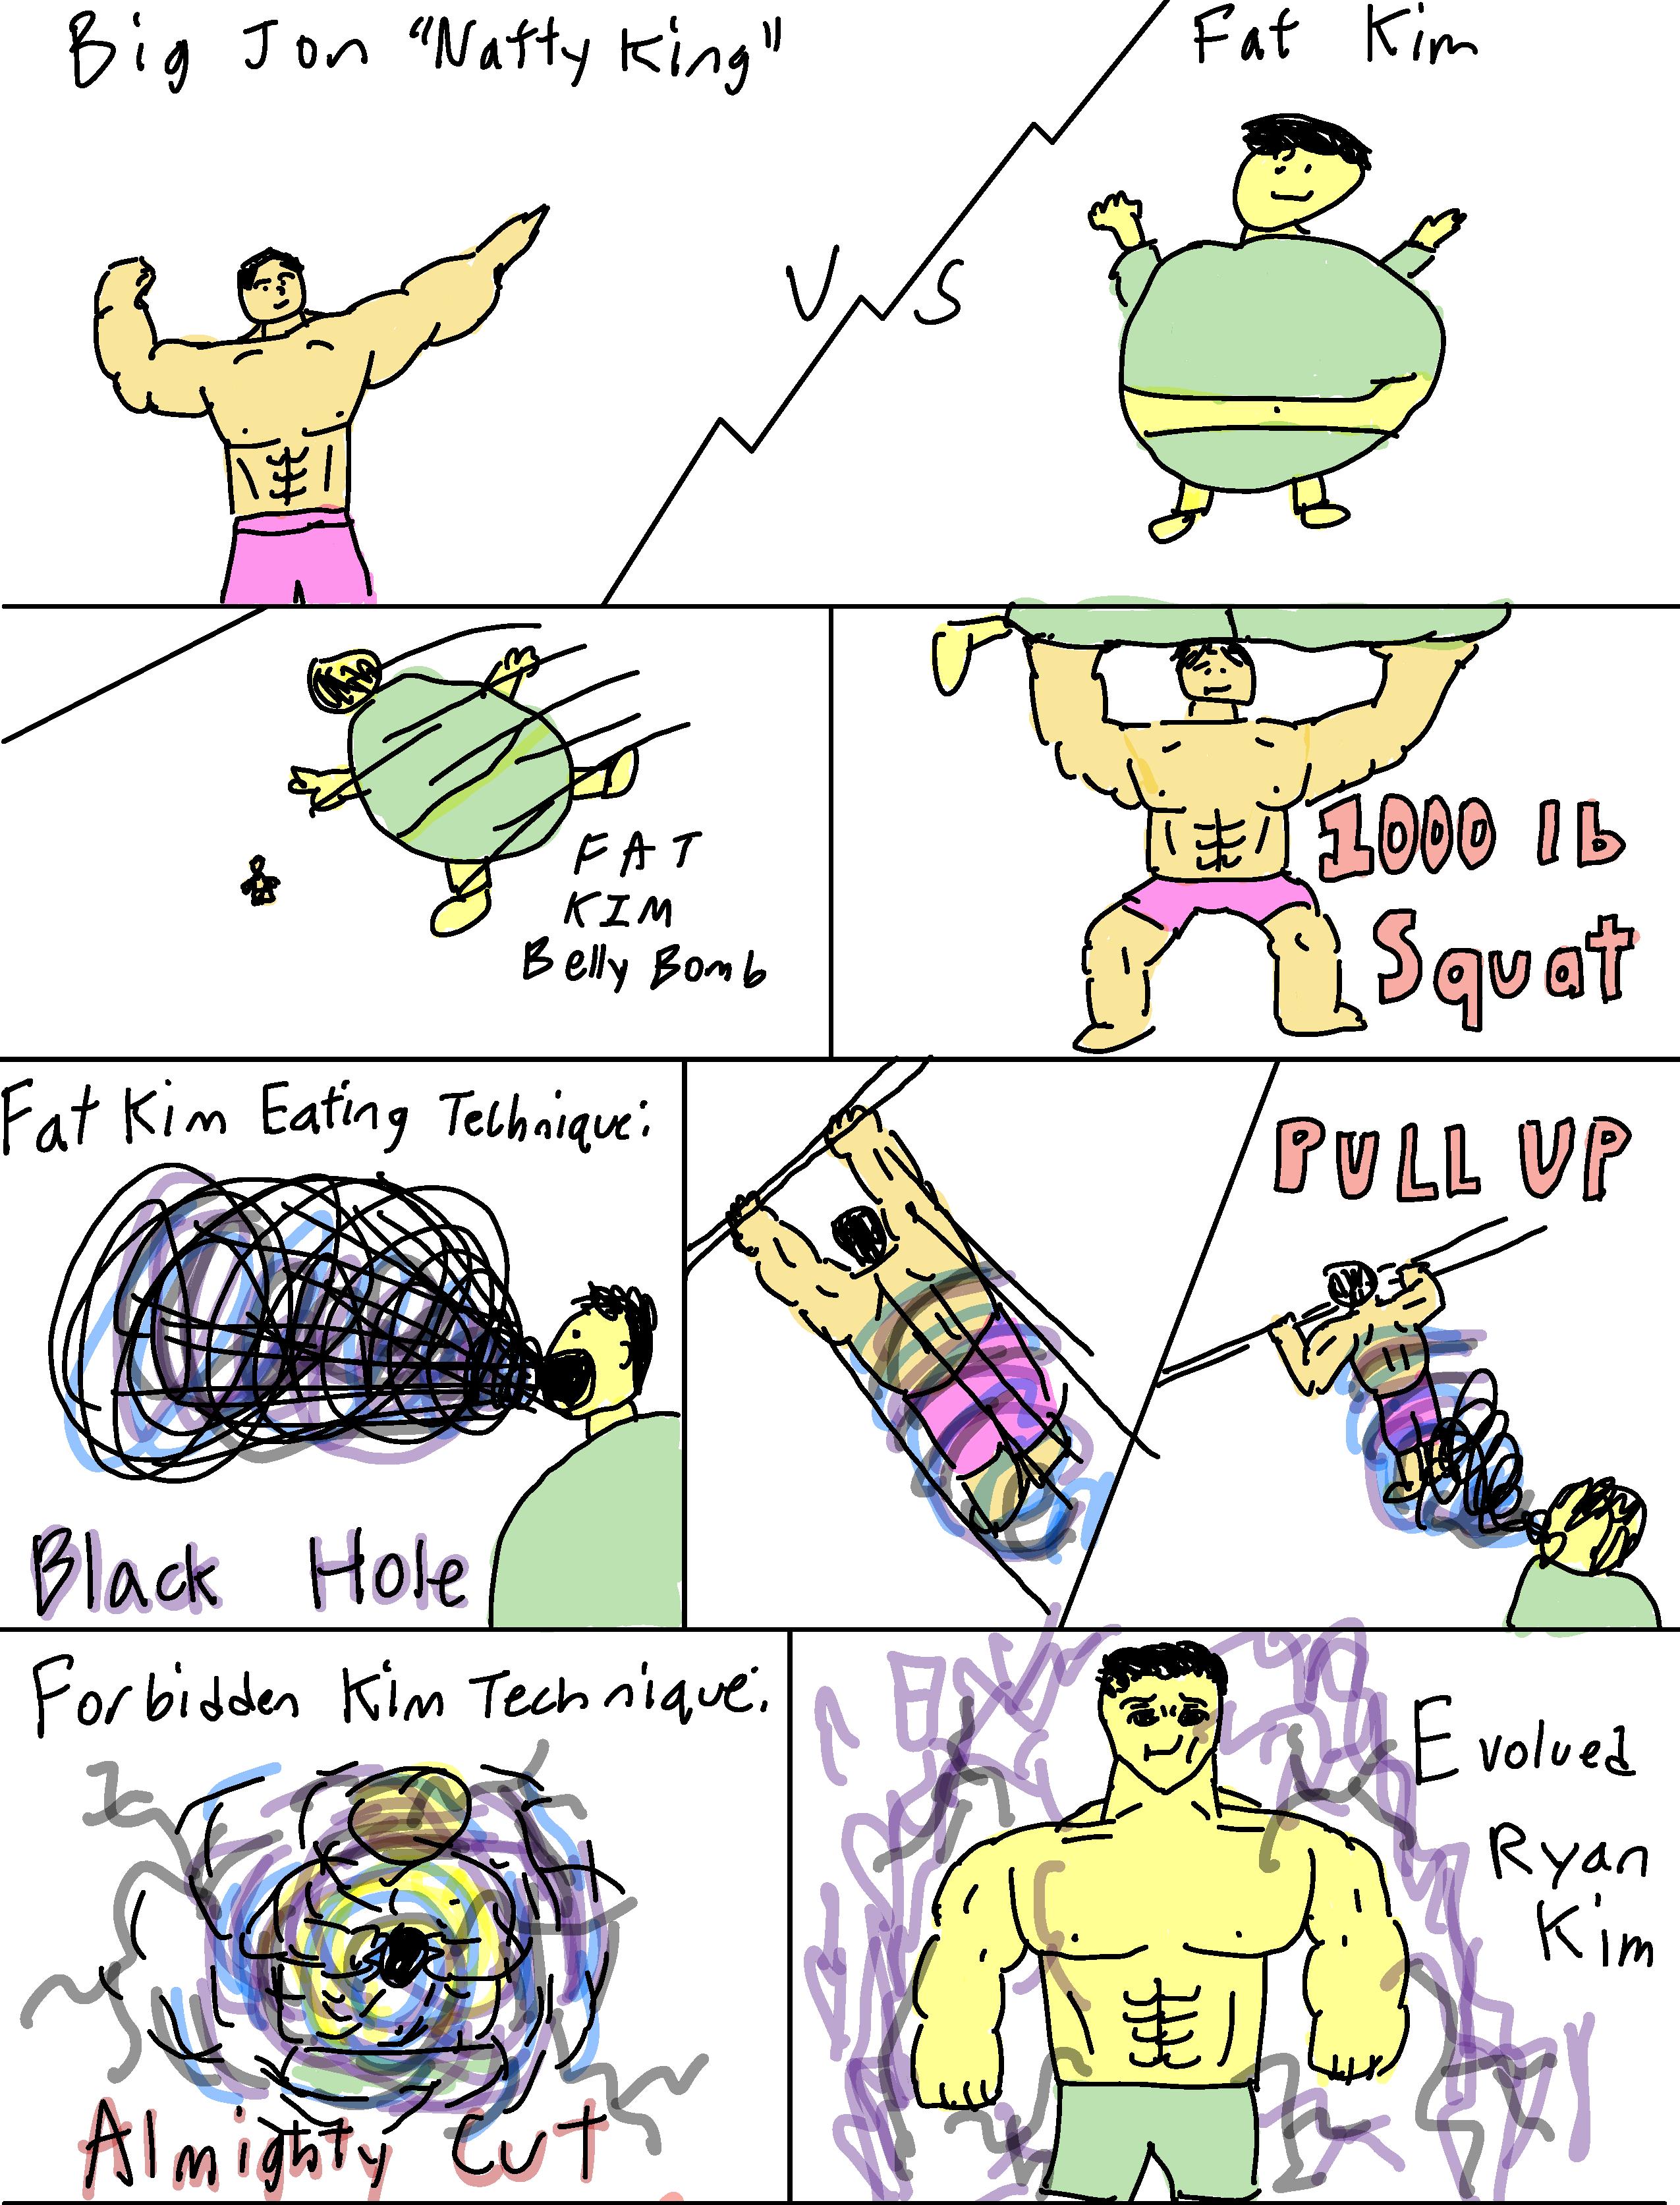 Big Jon "Natty King"
Fat Kim
VS
FAT
KIM
Belly Bomb
1000 lb
Squat
Fat Kim Eating Technique:
Black Hole
PULL UP
Forbidden Kim Technique:
Almighty Cut
Evolved
Ryan
Kim